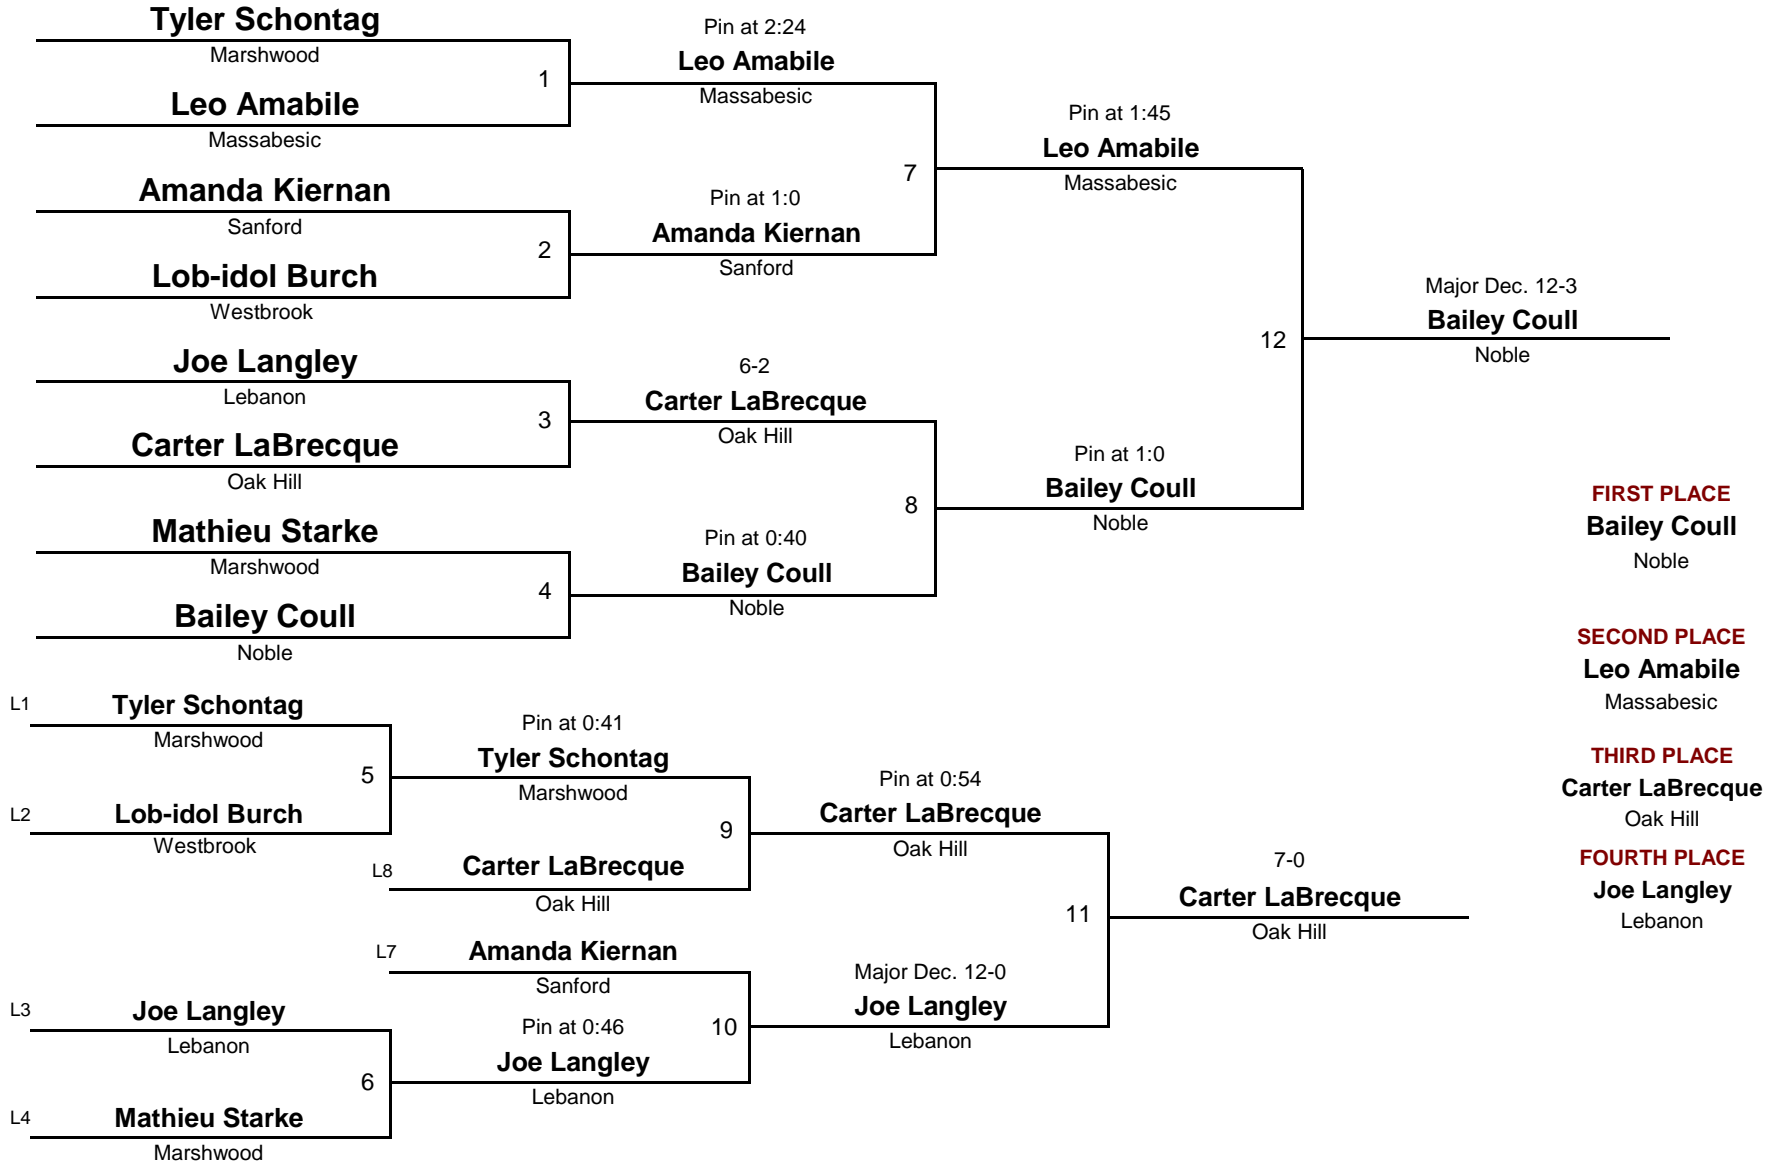 Tyler Schontag
Marshwood
1
Leo Amabile
Massabesic
Amanda Kiernan
Sanford
2
Lob-idol Burch
Westbrook
Joe Langley
Lebanon
3
Carter LaBrecque
Oak Hill
Mathieu Starke
Marshwood
4
Bailey Coull
Noble
Pin at 2:24
Leo Amabile
Massabesic
7
Pin at 1:0
Amanda Kiernan
Sanford
6-2
Carter LaBrecque
Oak Hill
8
Pin at 0:40
Bailey Coull
Noble
Pin at 1:45
Leo Amabile
Massabesic
12
Pin at 1:0
Bailey Coull
Noble
Major Dec. 12-3
Bailey Coull
Noble
FIRST PLACE
Bailey Coull
Noble
SECOND PLACE
Leo Amabile
Massabesic
THIRD PLACE
Carter LaBrecque
Oak Hill
FOURTH PLACE
Joe Langley
Lebanon
L1 Tyler Schontag
Marshwood
5
L2 Lob-idol Burch
Westbrook
L3 Joe Langley
Lebanon
6
L4 Mathieu Starke
Marshwood
Pin at 0:41
Tyler Schontag
Marshwood
9
L8 Carter LaBrecque
Oak Hill
L7 Amanda Kiernan
Sanford
Pin at 0:46 10
Joe Langley
Lebanon
Pin at 0:54
Carter LaBrecque
Oak Hill
11
Major Dec. 12-0
Joe Langley
Lebanon
7-0
Carter LaBrecque
Oak Hill